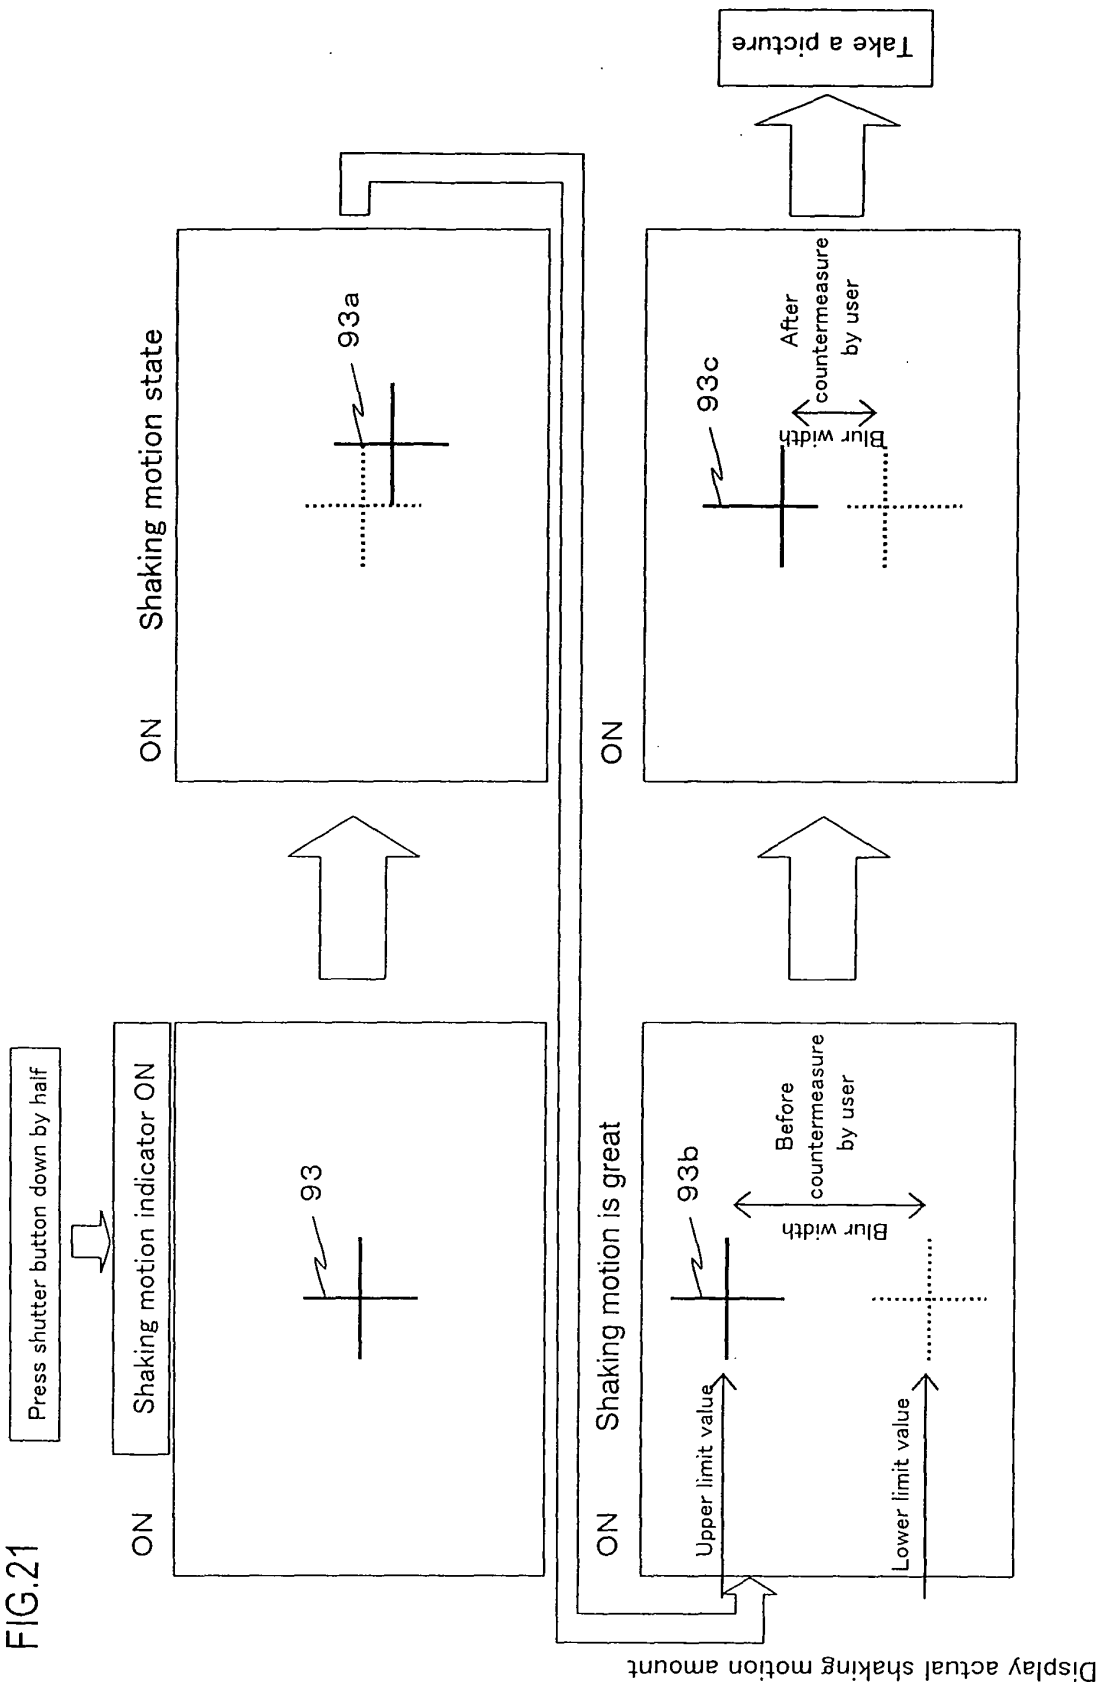 FIG.21
Press shutter button down by half
Shaking motion indicator ON
ON
93
ON
Shaking motion state
93a
Display actual shaking motion amount
ON
Shaking motion is great
Upper limit value
Lower limit value
93b
Blur width
Before
countermeasure
by user
ON
93c
Blur width
After
countermeasure
by user
Take a picture